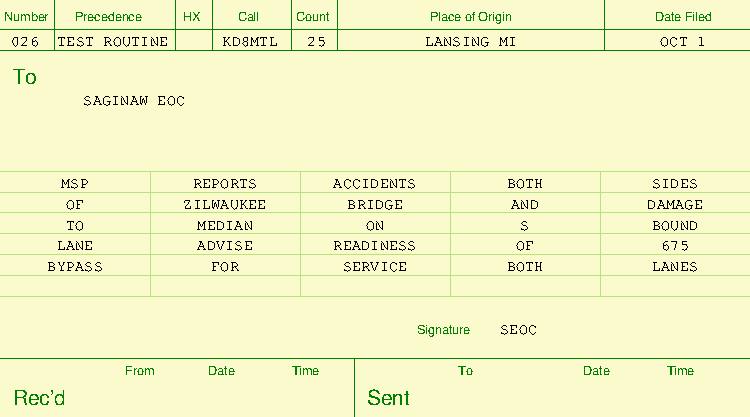 Number Precedence HX Call Count Place of Origin Date Filed
026 TEST ROUTINE KD8MTL 25 LANSING MI OCT 1
To
SAGINAW EOC
MSP REPORTS ACCIDENTS BOTH SIDES
OF ZILWAUKEE BRIDGE AND DAMAGE
TO MEDIAN ON S BOUND
LANE ADVISE READINESS OF 675
BYPASS FOR SERVICE BOTH LANES
Signature SEOC
From Date Time To Date Time
Rec'd Sent